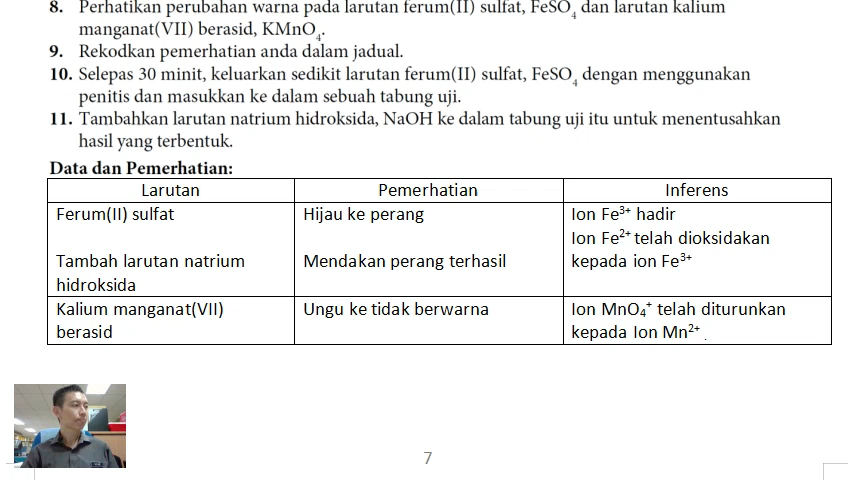 8. Perhatikan perubahan warna pada larutan ferum(II) sulfat, FeSO₄ dan larutan kalium
manganat(VII) berasid, KMnO₄.
9. Rekodkan pemerhatian anda dalam jadual.
10. Selepas 30 minit, keluarkan sedikit larutan ferum(II) sulfat, FeSO₄ dengan menggunakan
penitis dan masukkan ke dalam sebuah tabung uji.
11. Tambahkan larutan natrium hidroksida, NaOH ke dalam tabung uji itu untuk menentusahkan
hasil yang terbentuk.
Data dan Pemerhatian:
Larutan Pemerhatian Inferens
Ferum(II) sulfat Hijau ke perang Ion Fe³⁺ hadir
Ion Fe²⁺ telah dioksidakan
Tambah larutan natrium Mendakan perang terhasil kepada ion Fe³⁺
hidroksida
Kalium manganat(VII) Ungu ke tidak berwarna Ion MnO₄⁺ telah diturunkan
berasid kepada Ion Mn²⁺ .
7